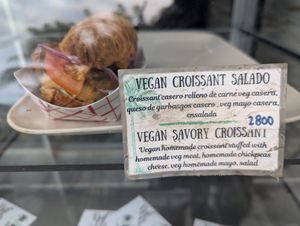 VEGAN CROISSANT SALADO
Croissant casero relleno de carne veg casera,
queso de garbanzos casero, veg mayo casera,
ensalada
2800
VEGAN SAVORY CROISSANT
Vegan homemade croissant stuffed with
homemade veg meat, homemade chickpeas
cheese, veg homemade mayo, salad